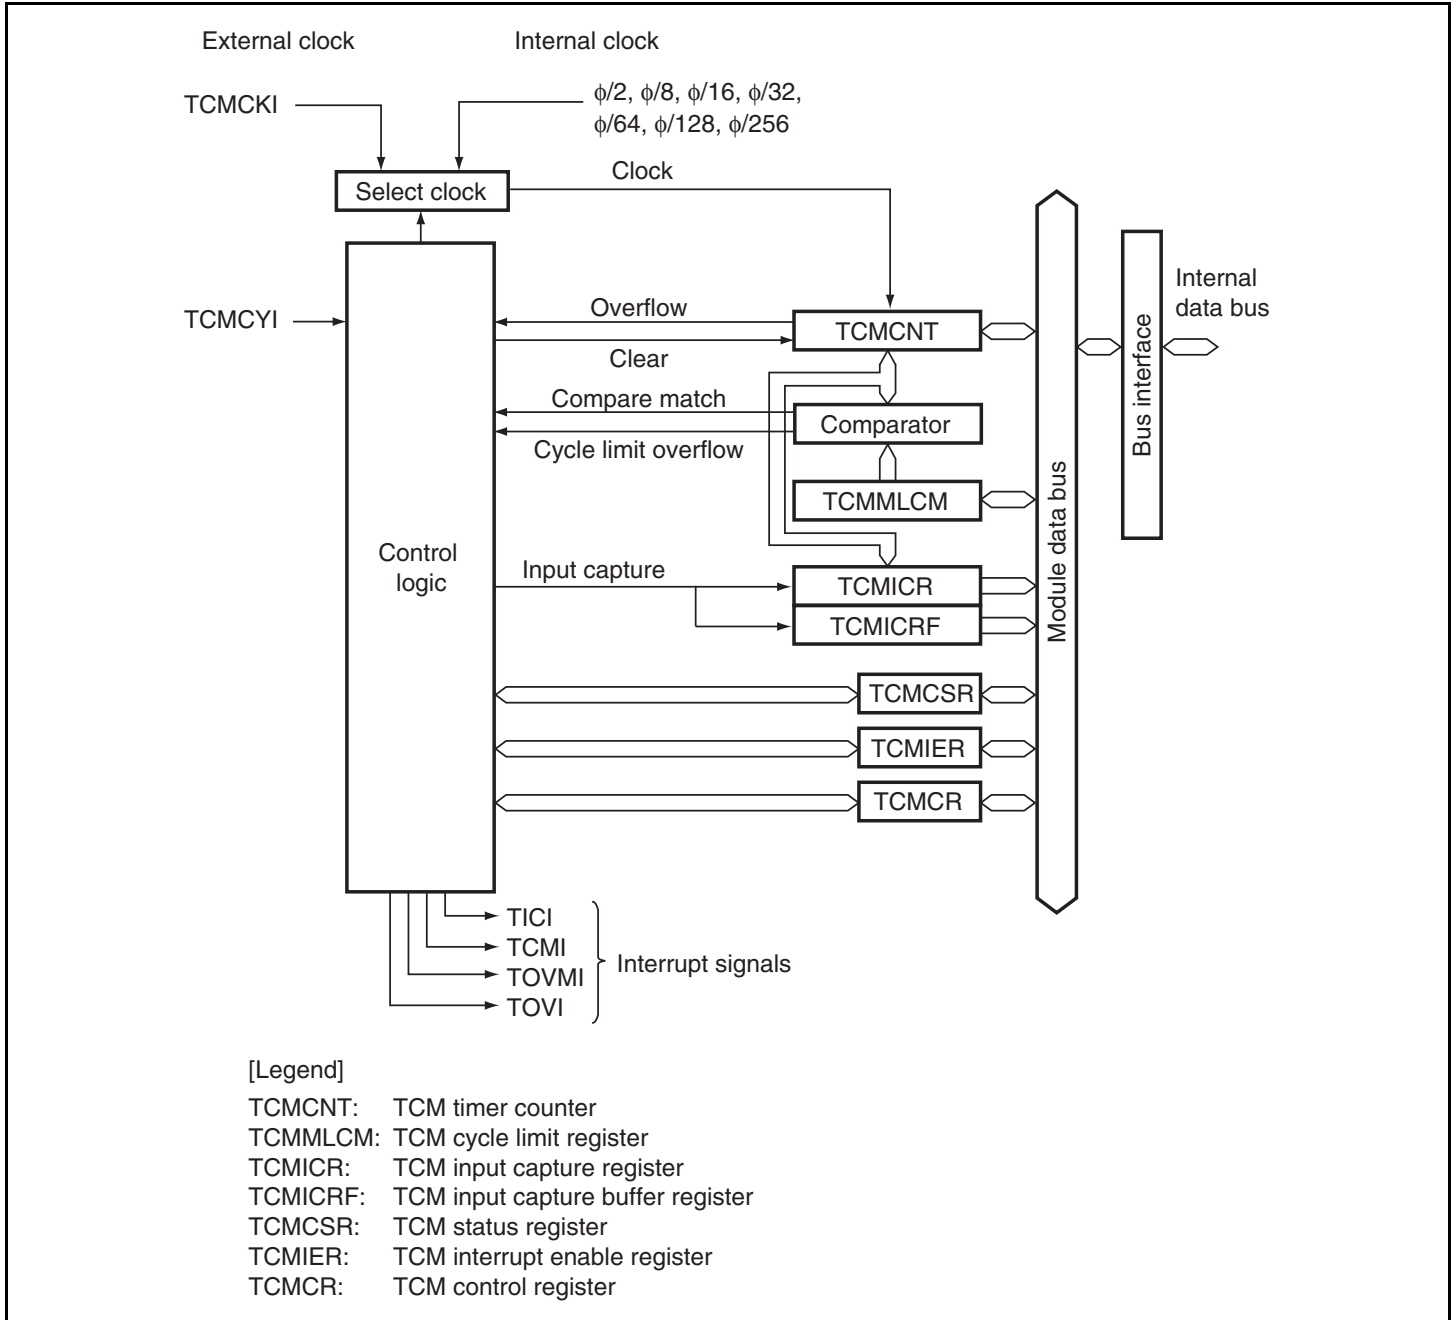 External clock
Internal clock
TCMCKI
ϕ/2, ϕ/8, ϕ/16, ϕ/32,
ϕ/64, ϕ/128, ϕ/256
Select clock
Clock
TCMCYI
Overflow
Clear
TCMCNT
Compare match
Cycle limit overflow
Comparator
TCMMLCM
Control
logic
Input capture
TCMICR
TCMICRF
TCMCSR
TCMIER
TCMCR
Module data bus
Bus interface
Internal
data bus
TICI
TCMI
TOVMI
TOVI
Interrupt signals
[Legend]
TCMCNT: TCM timer counter
TCMMLCM: TCM cycle limit register
TCMICR: TCM input capture register
TCMICRF: TCM input capture buffer register
TCMCSR: TCM status register
TCMIER: TCM interrupt enable register
TCMCR: TCM control register